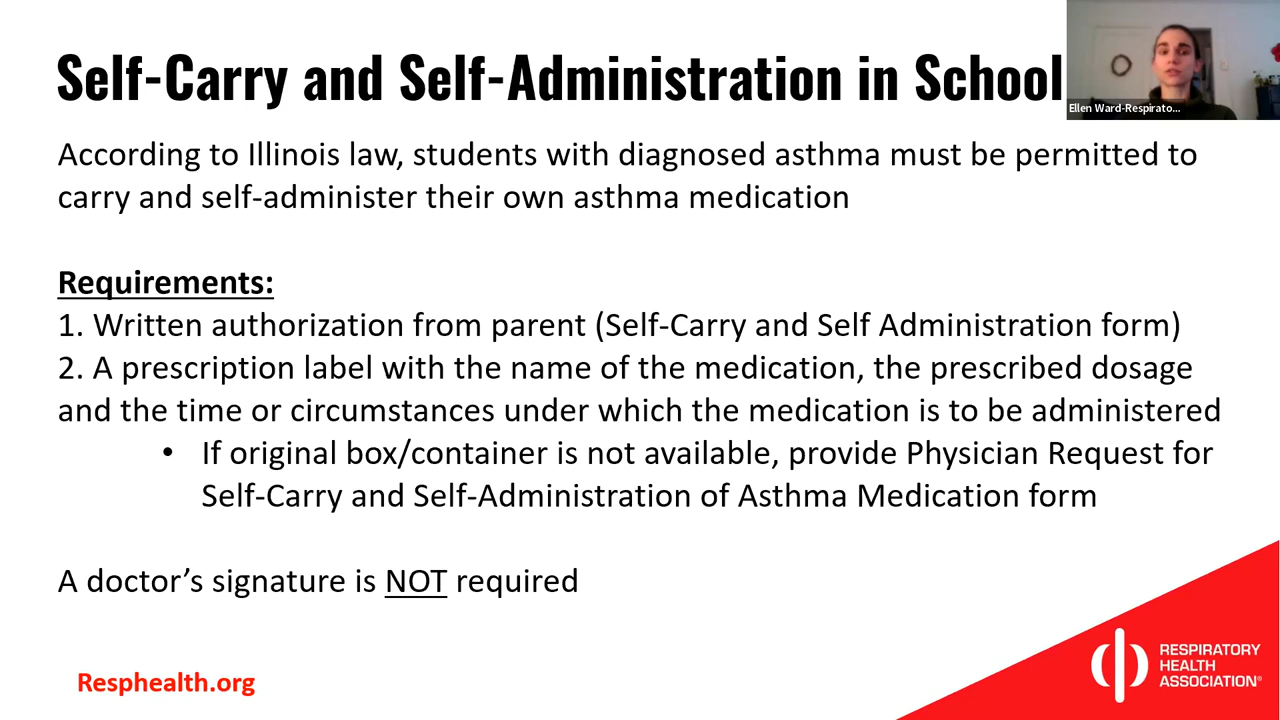 Self-Carry and Self-Administration in School
Ellen Ward-Respirato...
According to Illinois law, students with diagnosed asthma must be permitted to
carry and self-administer their own asthma medication
Requirements:
1. Written authorization from parent (Self-Carry and Self Administration form)
2. A prescription label with the name of the medication, the prescribed dosage
and the time or circumstances under which the medication is to be administered
• If original box/container is not available, provide Physician Request for
Self-Carry and Self-Administration of Asthma Medication form
A doctor’s signature is NOT required
Resphealth.org
RESPIRATORY
HEALTH
ASSOCIATION®